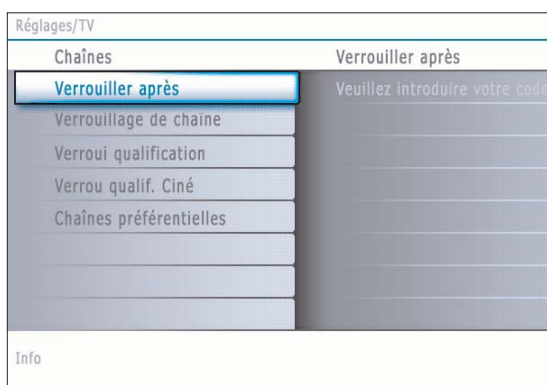 Réglages/TV
Chaînes
Verrouiller après
Verrouiller après
Veuillez introduire votre code
Verrouillage de chaîne
Verroui qualification
Verrou qualif. Ciné
Chaînes préférentielles
Info